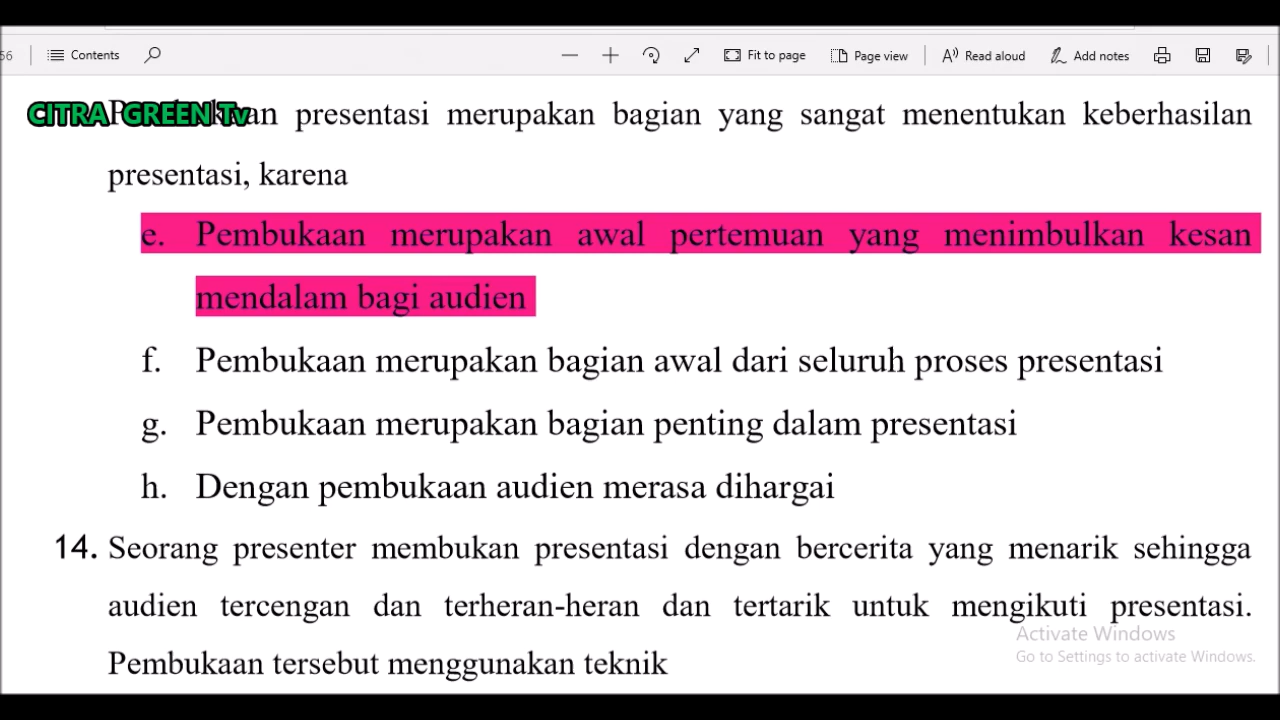 56 Contents Fit to page Page view Read aloud Add notes
CITRA GREEN Tv
presentasi merupakan bagian yang sangat menentukan keberhasilan
presentasi, karena
e. Pembukaan merupakan awal pertemuan yang menimbulkan kesan
mendalam bagi audien
f. Pembukaan merupakan bagian awal dari seluruh proses presentasi
g. Pembukaan merupakan bagian penting dalam presentasi
h. Dengan pembukaan audien merasa dihargai
14. Seorang presenter membukan presentasi dengan bercerita yang menarik sehingga
audien tercengan dan terheran-heran dan tertarik untuk mengikuti presentasi.
Activate Windows
Go to Settings to activate Windows.
Pembukaan tersebut menggunakan teknik